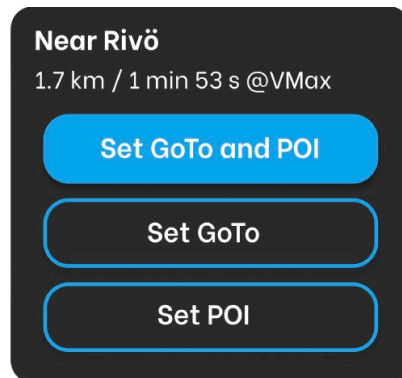 Near Rivö
1.7 km / 1 min 53 s @VMax
Set GoTo and POI
Set GoTo
Set POI